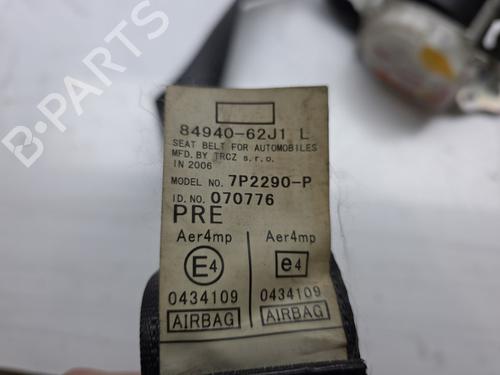 84940-62J1 L
SEAT BELT FOR AUTOMOBILES
MFD. BY TRCZ s.r.o.
IN 2006
MODEL NO. 7P2290-P
ID.NO. 070776
PRE
Aer4mp Aer4mp
E4 e4
0434109 0434109
AIRBAG AIRBAG
B-PARTS